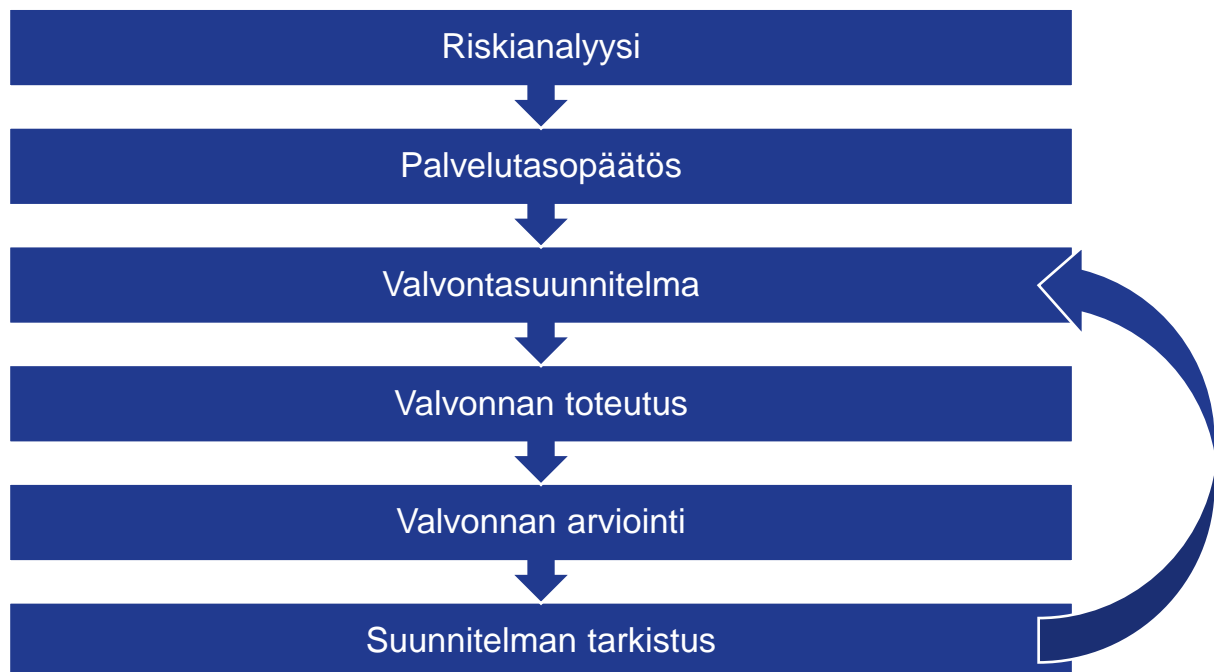 Riskianalyysi
Palvelutasopäätös
Valvontasuunnitelma
Valvonnan toteutus
Valvonnan arviointi
Suunnitelman tarkistus